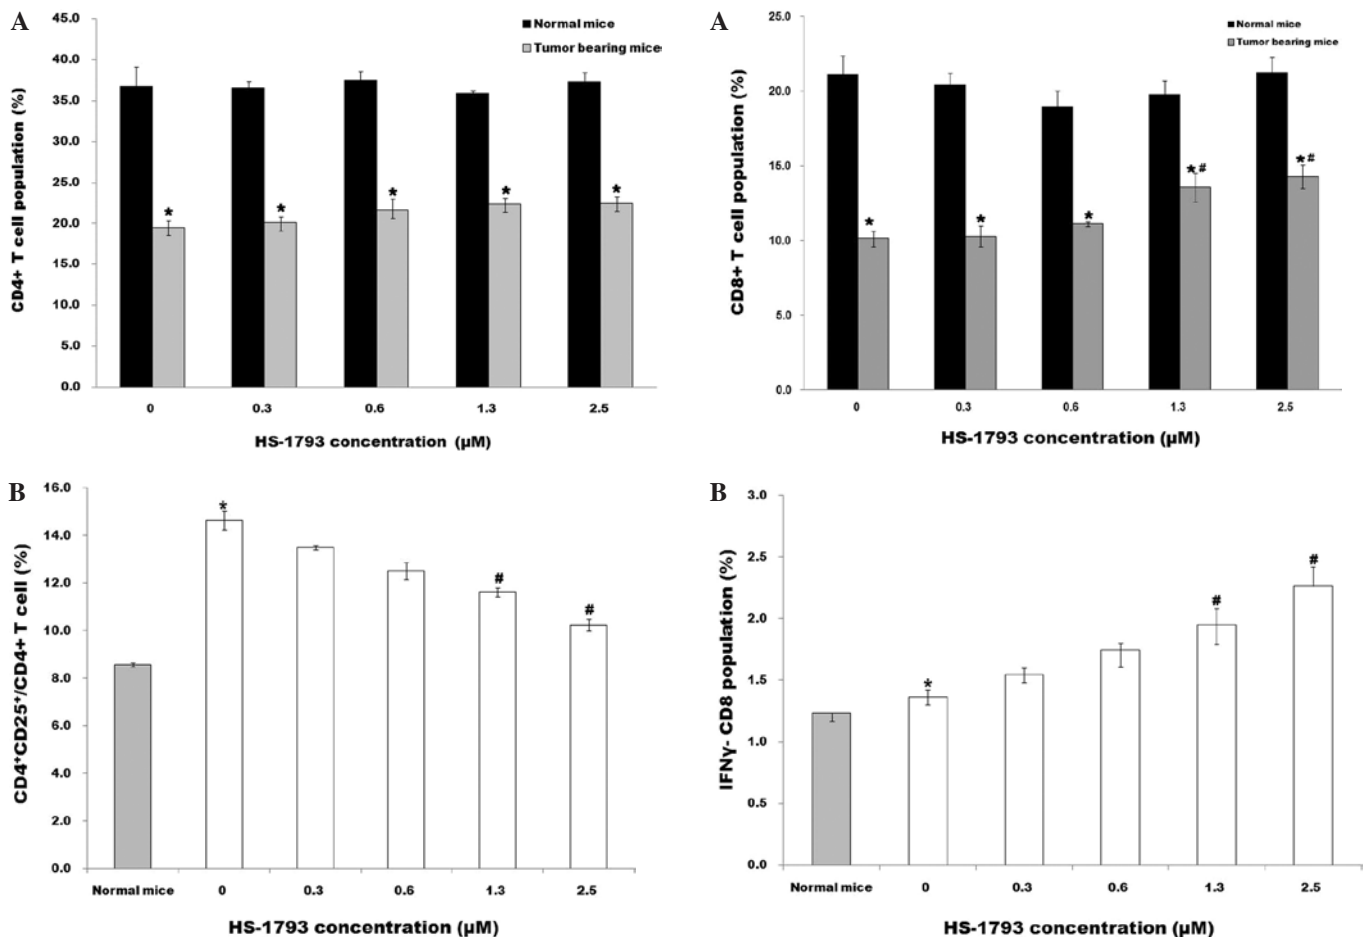 A
CD4+ T cell population (%)
45.0
40.0
35.0
30.0
25.0
20.0
15.0
10.0
5.0
0.0
Normal mice
Tumor bearing mice
* * * * *
0 0.3 0.6 1.3 2.5
HS-1793 concentration (µM)
A
CD8+ T cell population (%)
25.0
20.0
15.0
10.0
5.0
0.0
Normal mice
Tumor bearing mice
* * * *# *#
0 0.3 0.6 1.3 2.5
HS-1793 concentration (µM)
B
CD4+CD25+/CD4+ T cell (%)
16.0
14.0
12.0
10.0
8.0
6.0
4.0
2.0
0.0
* # #
Normal mice 0 0.3 0.6 1.3 2.5
HS-1793 concentration (µM)
B
IFNγ- CD8 population (%)
3.0
2.5
2.0
1.5
1.0
0.5
0.0
* # #
Normal mice 0 0.3 0.6 1.3 2.5
HS-1793 concentration (µM)